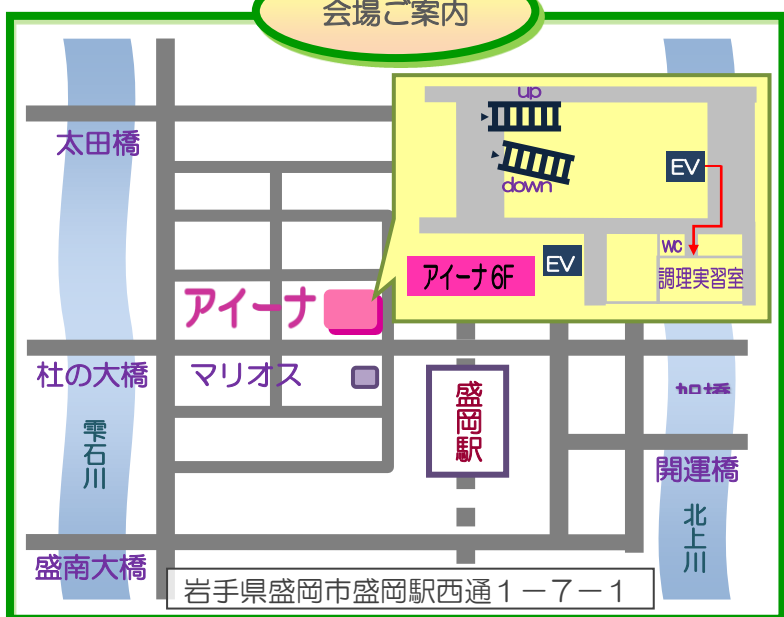 会場ご案内
up
太田橋
EV
down
WC
アイーナ 6F
EV
調理実習室
アイーナ
杜の大橋
マリオス
盛岡駅
雫石川
開運橋
北上川
盛南大橋
岩手県盛岡市盛岡駅西通１－７－１